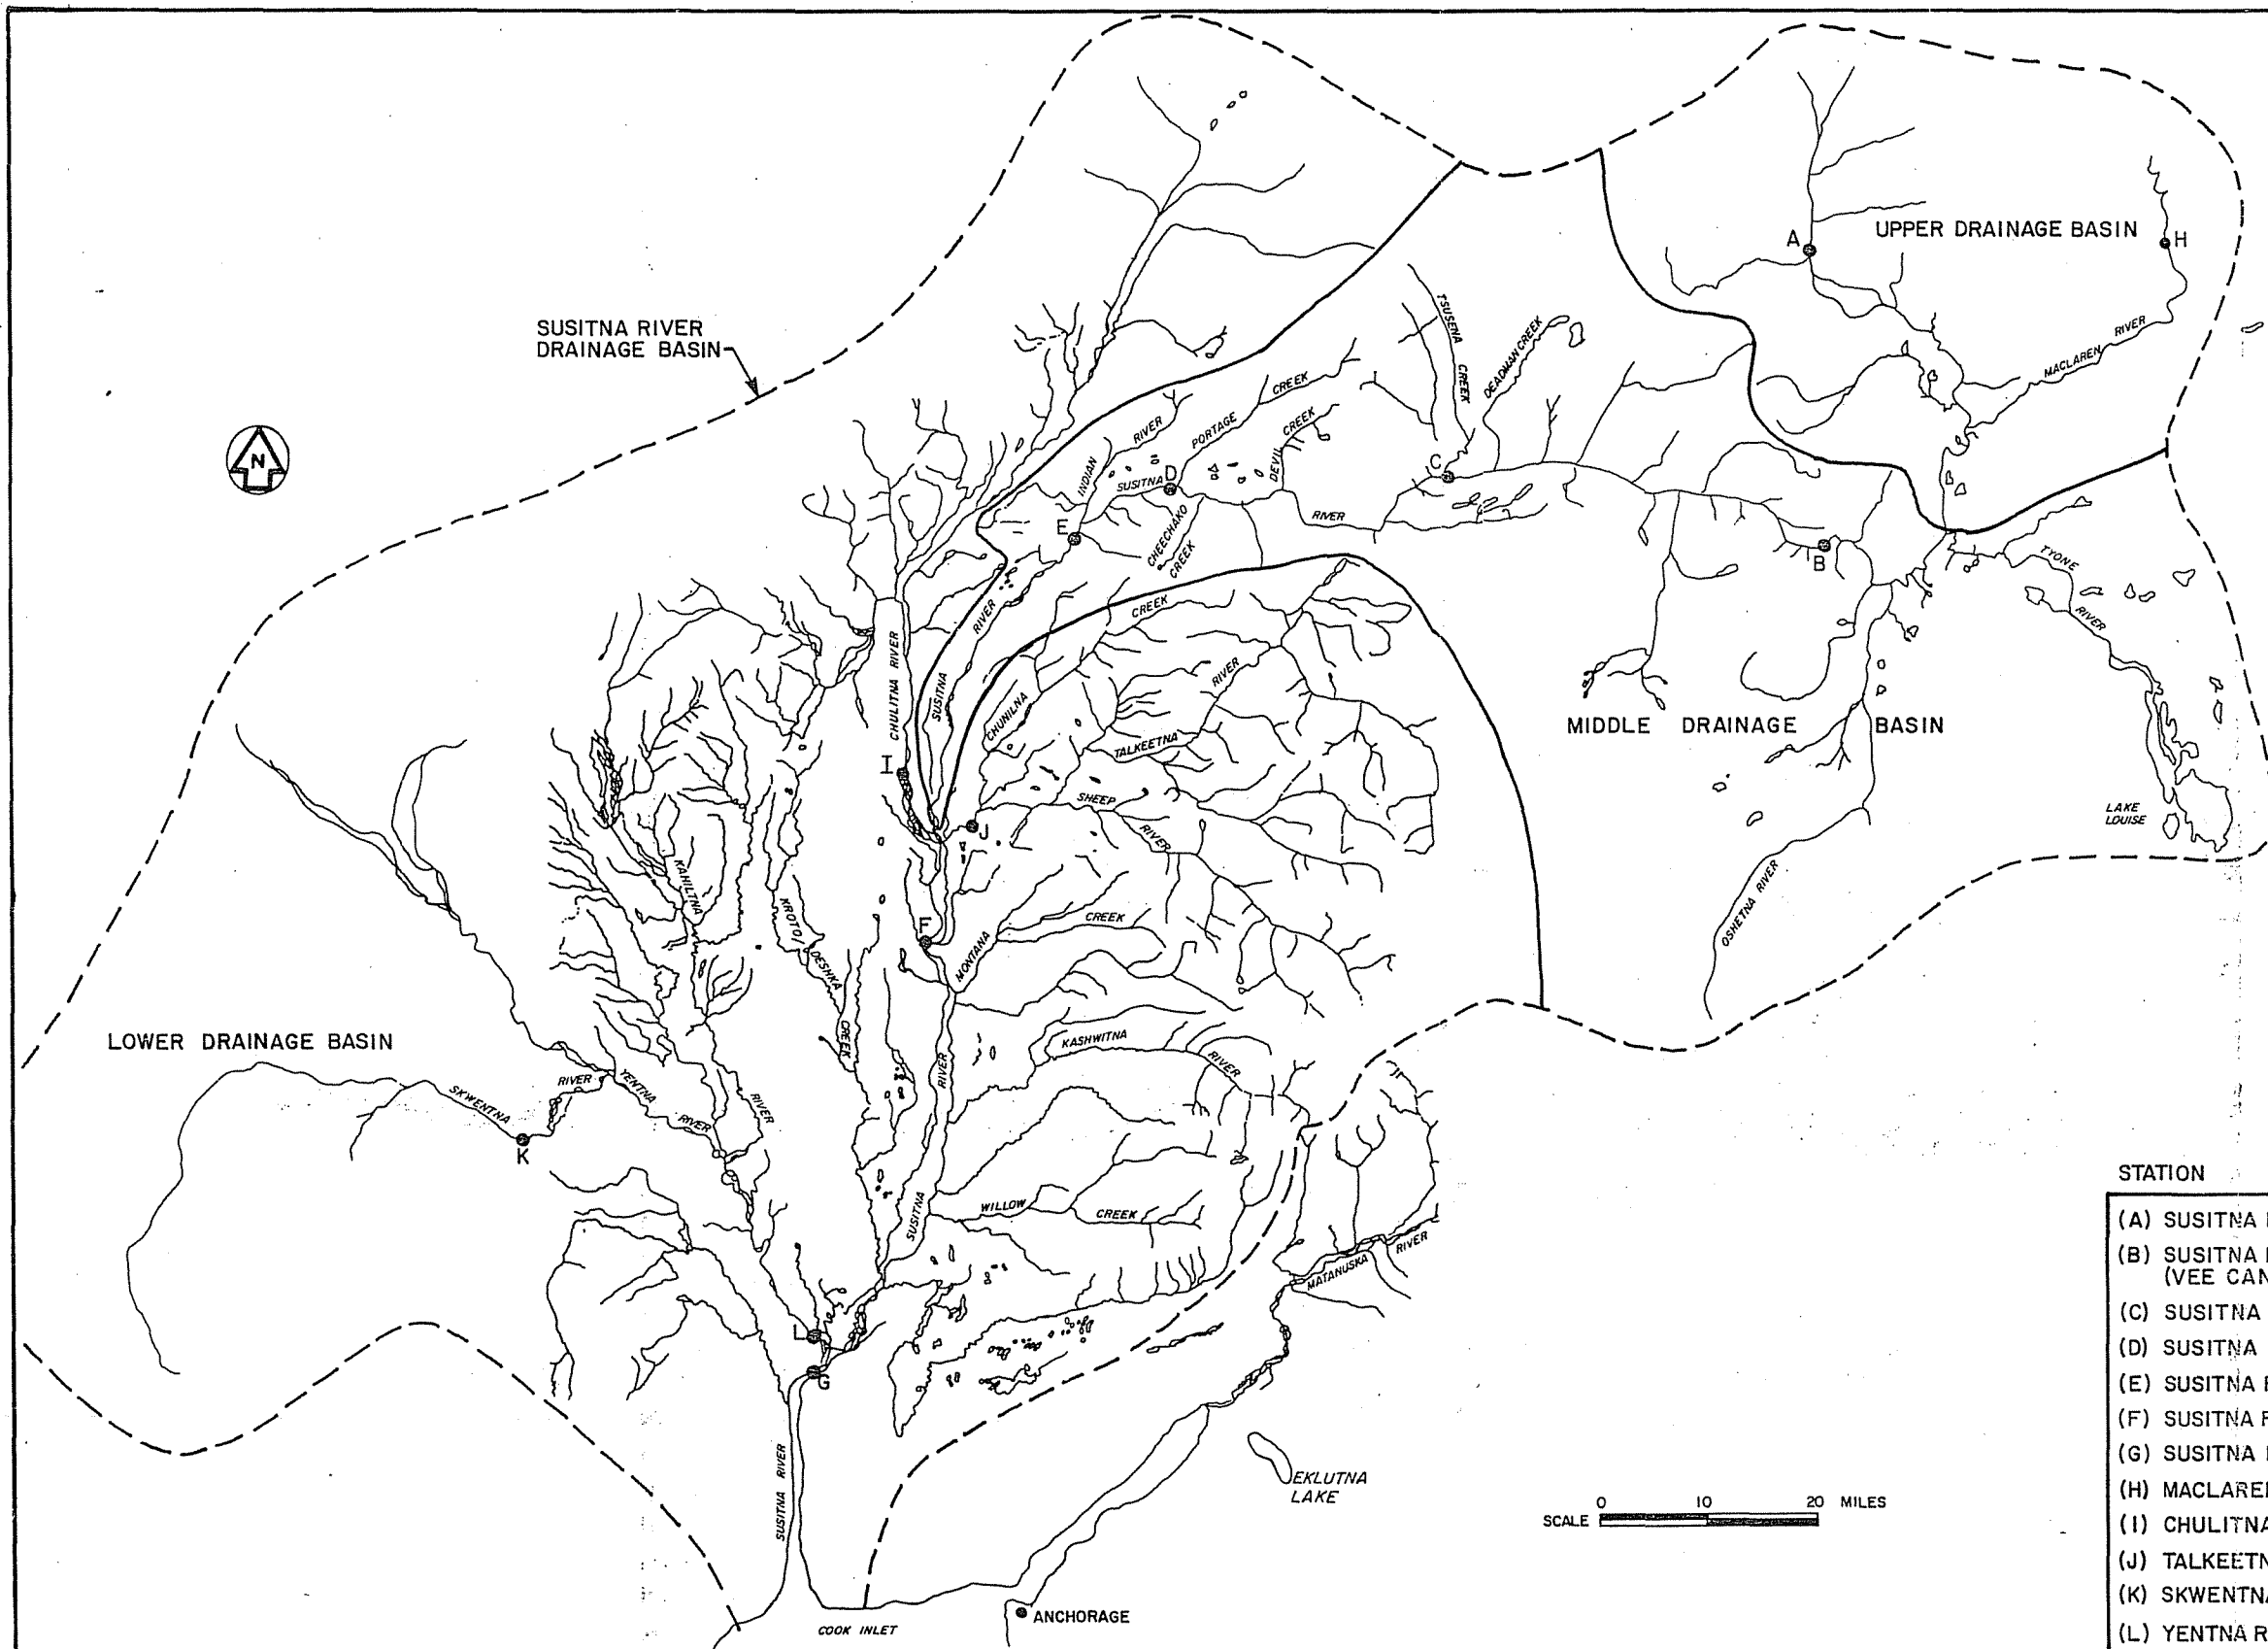 SUSITNA RIVER
DRAINAGE BASIN
N
UPPER DRAINAGE BASIN
A
H
MACLAREN RIVER
TSUSENA CREEK
DEADMAN CREEK
PORTAGE CREEK
DEVIL CREEK
INDIAN RIVER
SUSITNA RIVER
D
C
E
B
CHEECHAKO
CREEK
TYONE RIVER
CHULITNA RIVER
SUSITNA RIVER
CHUNILNA CREEK
TALKEETNA RIVER
MIDDLE DRAINAGE BASIN
I
SHEEP RIVER
J
LAKE
LOUISE
KAHILTNA RIVER
KROTO/ DESHKA CREEK
F
MONTANA CREEK
OSHETNA RIVER
LOWER DRAINAGE BASIN
KASHWITNA RIVER
SKWENTNA RIVER
YENTNA RIVER
K
SUSITNA RIVER
WILLOW CREEK
MATANUSKA RIVER
L
G
SUSITNA RIVER
EKLUTNA
LAKE
0 10 20 MILES
SCALE
ANCHORAGE
COOK INLET
STATION
(A) SUSITNA
(B) SUSITNA
(VEE CAN
(C) SUSITNA
(D) SUSITNA
(E) SUSITNA
(F) SUSITNA
(G) SUSITNA
(H) MACLARE
(I) CHULITNA
(J) TALKEETN
(K) SKWENTNA
(L) YENTNA R